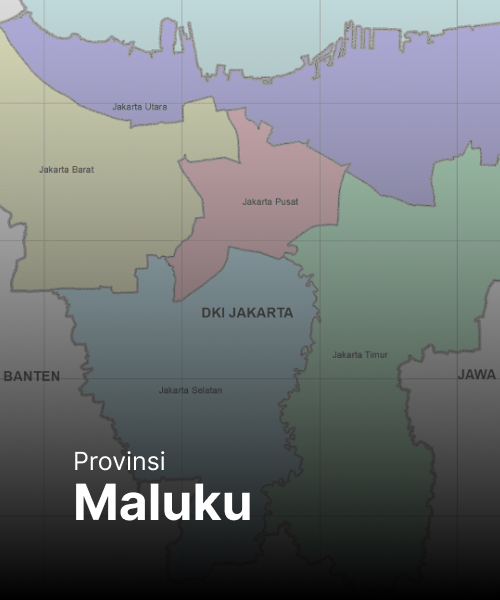 Jakarta Utara
Jakarta Barat
Jakarta Pusat
DKI JAKARTA
Jakarta Timur
BANTEN
JAWA
Jakarta Selatan
Provinsi
Maluku